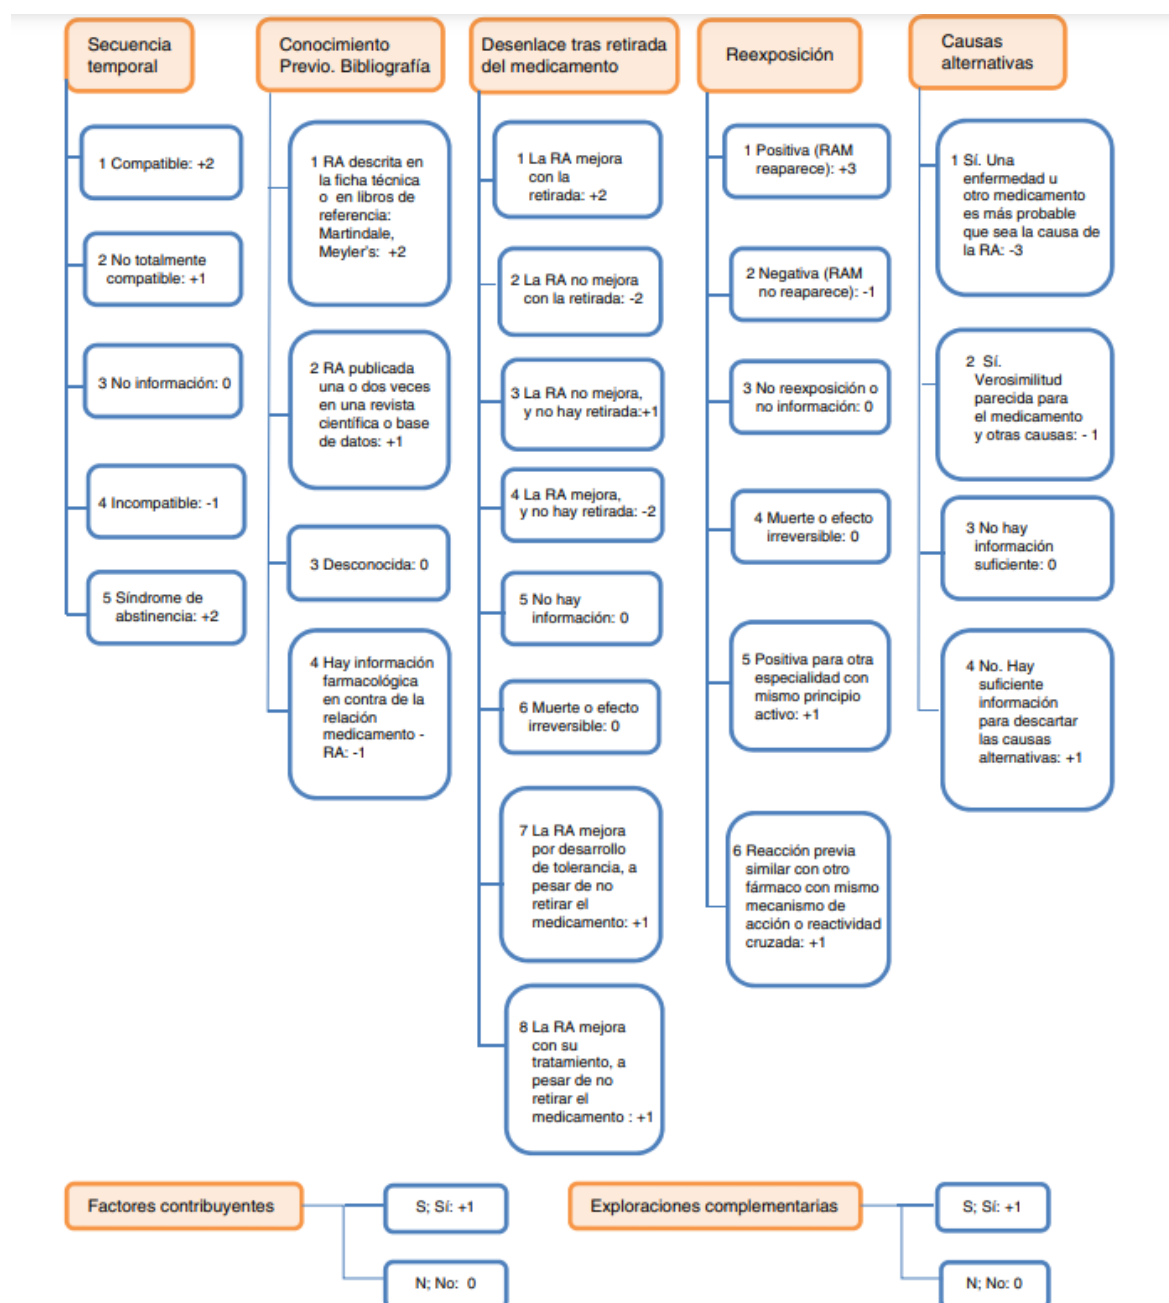 Secuencia
temporal
1 Compatible: +2
2 No totalmente
compatible: +1
3 No información: 0
4 Incompatible: -1
5 Síndrome de
abstinencia: +2
Conocimiento
Previo. Bibliografía
1 RA descrita en
la ficha técnica
o en libros de
referencia:
Martindale,
Meyler's: +2
2 RA publicada
una o dos veces
en una revista
científica o base
de datos: +1
3 Desconocida: 0
4 Hay información
farmacológica
en contra de la
relación
medicamento -
RA: -1
Desenlace tras retirada
del medicamento
1 La RA mejora
con la
retirada: +2
2 La RA no mejora
con la retirada: -2
3 La RA no mejora,
y no hay retirada:+1
4 La RA mejora,
y no hay retirada: -2
5 No hay
información: 0
6 Muerte o efecto
irreversible: 0
7 La RA mejora
por desarrollo
de tolerancia, a
pesar de no
retirar el
medicamento: +1
8 La RA mejora
con su
tratamiento, a
pesar de no
retirar el
medicamento : +1
Reexposición
1 Positiva (RAM
reaparece): +3
2 Negativa (RAM
no reaparece): -1
3 No reexposición o
no información: 0
4 Muerte o efecto
irreversible: 0
5 Positiva para otra
especialidad con
mismo principio
activo: +1
6 Reacción previa
similar con otro
fármaco con mismo
mecanismo de
acción o reactividad
cruzada: +1
Causas
alternativas
1 Sí. Una
enfermedad u
otro medicamento
es más probable
que sea la causa de
la RA: -3
2 Sí.
Verosimilitud
parecida para
el medicamento
y otras causas: - 1
3 No hay
información
suficiente: 0
4 No. Hay
suficiente
información
para descartar
las causas
alternativas: +1
Factores contribuyentes
S; Sí: +1
N; No: 0
Exploraciones complementarias
S; Sí: +1
N; No: 0